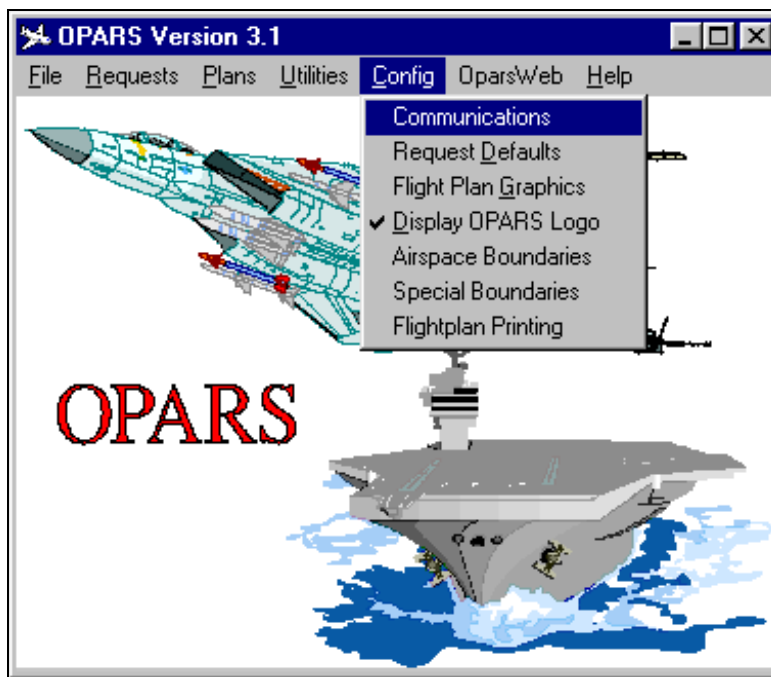 OPARS Version 3.1
File Requests Plans Utilities Config OparsWeb Help
Communications
Request Defaults
Flight Plan Graphics
Display OPARS Logo
Airspace Boundaries
Special Boundaries
Flightplan Printing
OPARS